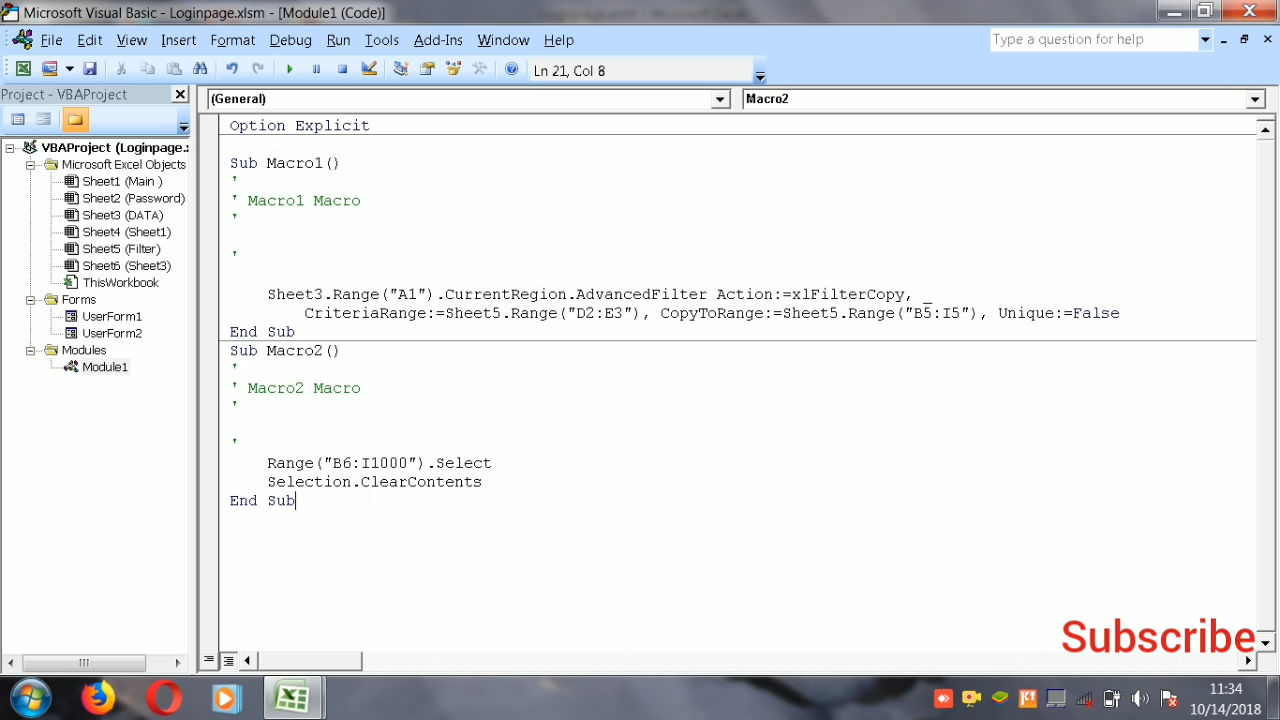 Microsoft Visual Basic - Loginpage.xlsm - [Module1 (Code)]
File Edit View Insert Format Debug Run Tools Add-Ins Window Help
Type a question for help
Ln 21, Col 8
Project - VBAProject
(General)
Macro2
VBAProject (Loginpage.
Microsoft Excel Objects
Sheet1 (Main )
Sheet2 (Password)
Sheet3 (DATA)
Sheet4 (Sheet1)
Sheet5 (Filter)
Sheet6 (Sheet3)
ThisWorkbook
Forms
UserForm1
UserForm2
Modules
Module1
Option Explicit
Sub Macro1()
'
' Macro1 Macro
'
'
Sheet3.Range("A1").CurrentRegion.AdvancedFilter Action:=xlFilterCopy, _
CriteriaRange:=Sheet5.Range("D2:E3"), CopyToRange:=Sheet5.Range("B5:I5"), Unique:=False
End Sub
Sub Macro2()
'
' Macro2 Macro
'
'
Range("B6:I1000").Select
Selection.ClearContents
End Sub
Subscribe
11:34
10/14/2018